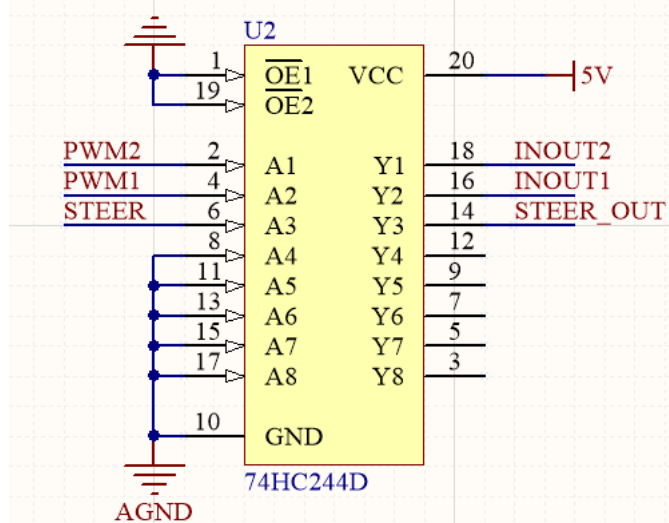 U2
1 OE1 VCC 20 5V
19 OE2
PWM2 2 A1 Y1 18 INOUT2
PWM1 4 A2 Y2 16 INOUT1
STEER 6 A3 Y3 14 STEER_OUT
8 A4 Y4 12
11 A5 Y5 9
13 A6 Y6 7
15 A7 Y7 5
17 A8 Y8 3
10 GND
74HC244D
AGND